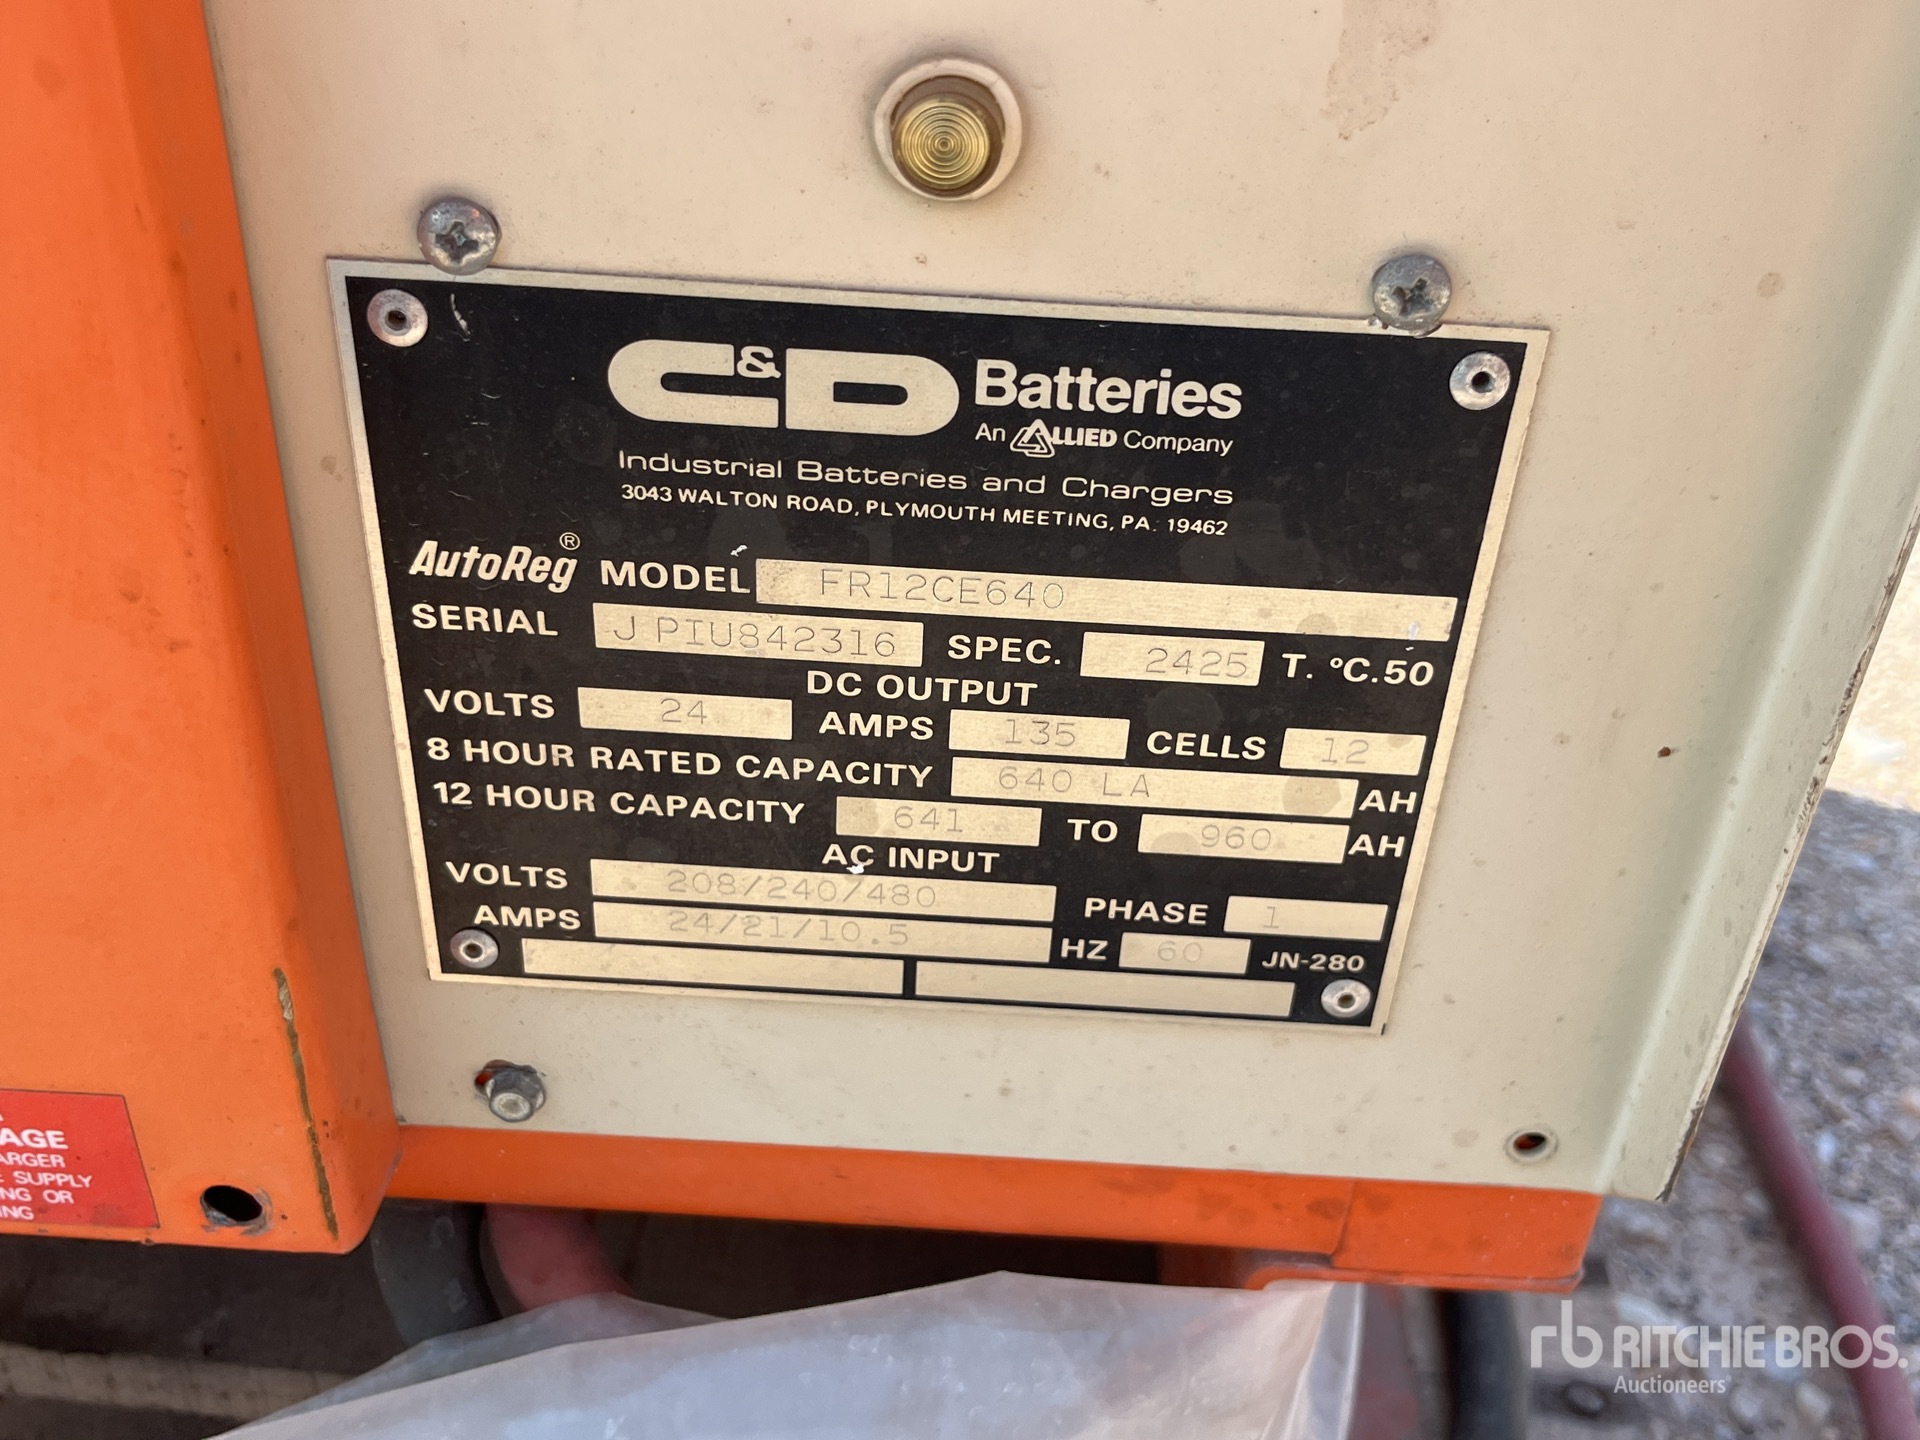 C&D Batteries
An ALLIED Company
Industrial Batteries and Chargers
3043 WALTON ROAD, PLYMOUTH MEETING, PA. 19462
AutoReg® MODEL FR12CE640
SERIAL JPIU842316 SPEC. 2425 T. °C.50
DC OUTPUT
VOLTS 24 AMPS 135 CELLS 12
8 HOUR RATED CAPACITY 640 LA AH
12 HOUR CAPACITY 641 TO 960 AH
AC INPUT
VOLTS 208/240/480 PHASE 1
AMPS 24/21/10.5 HZ 60 JN-280
AGE
ARGER
SUPPLY
NG OR
ING
rb RITCHIE BROS.
Auctioneers